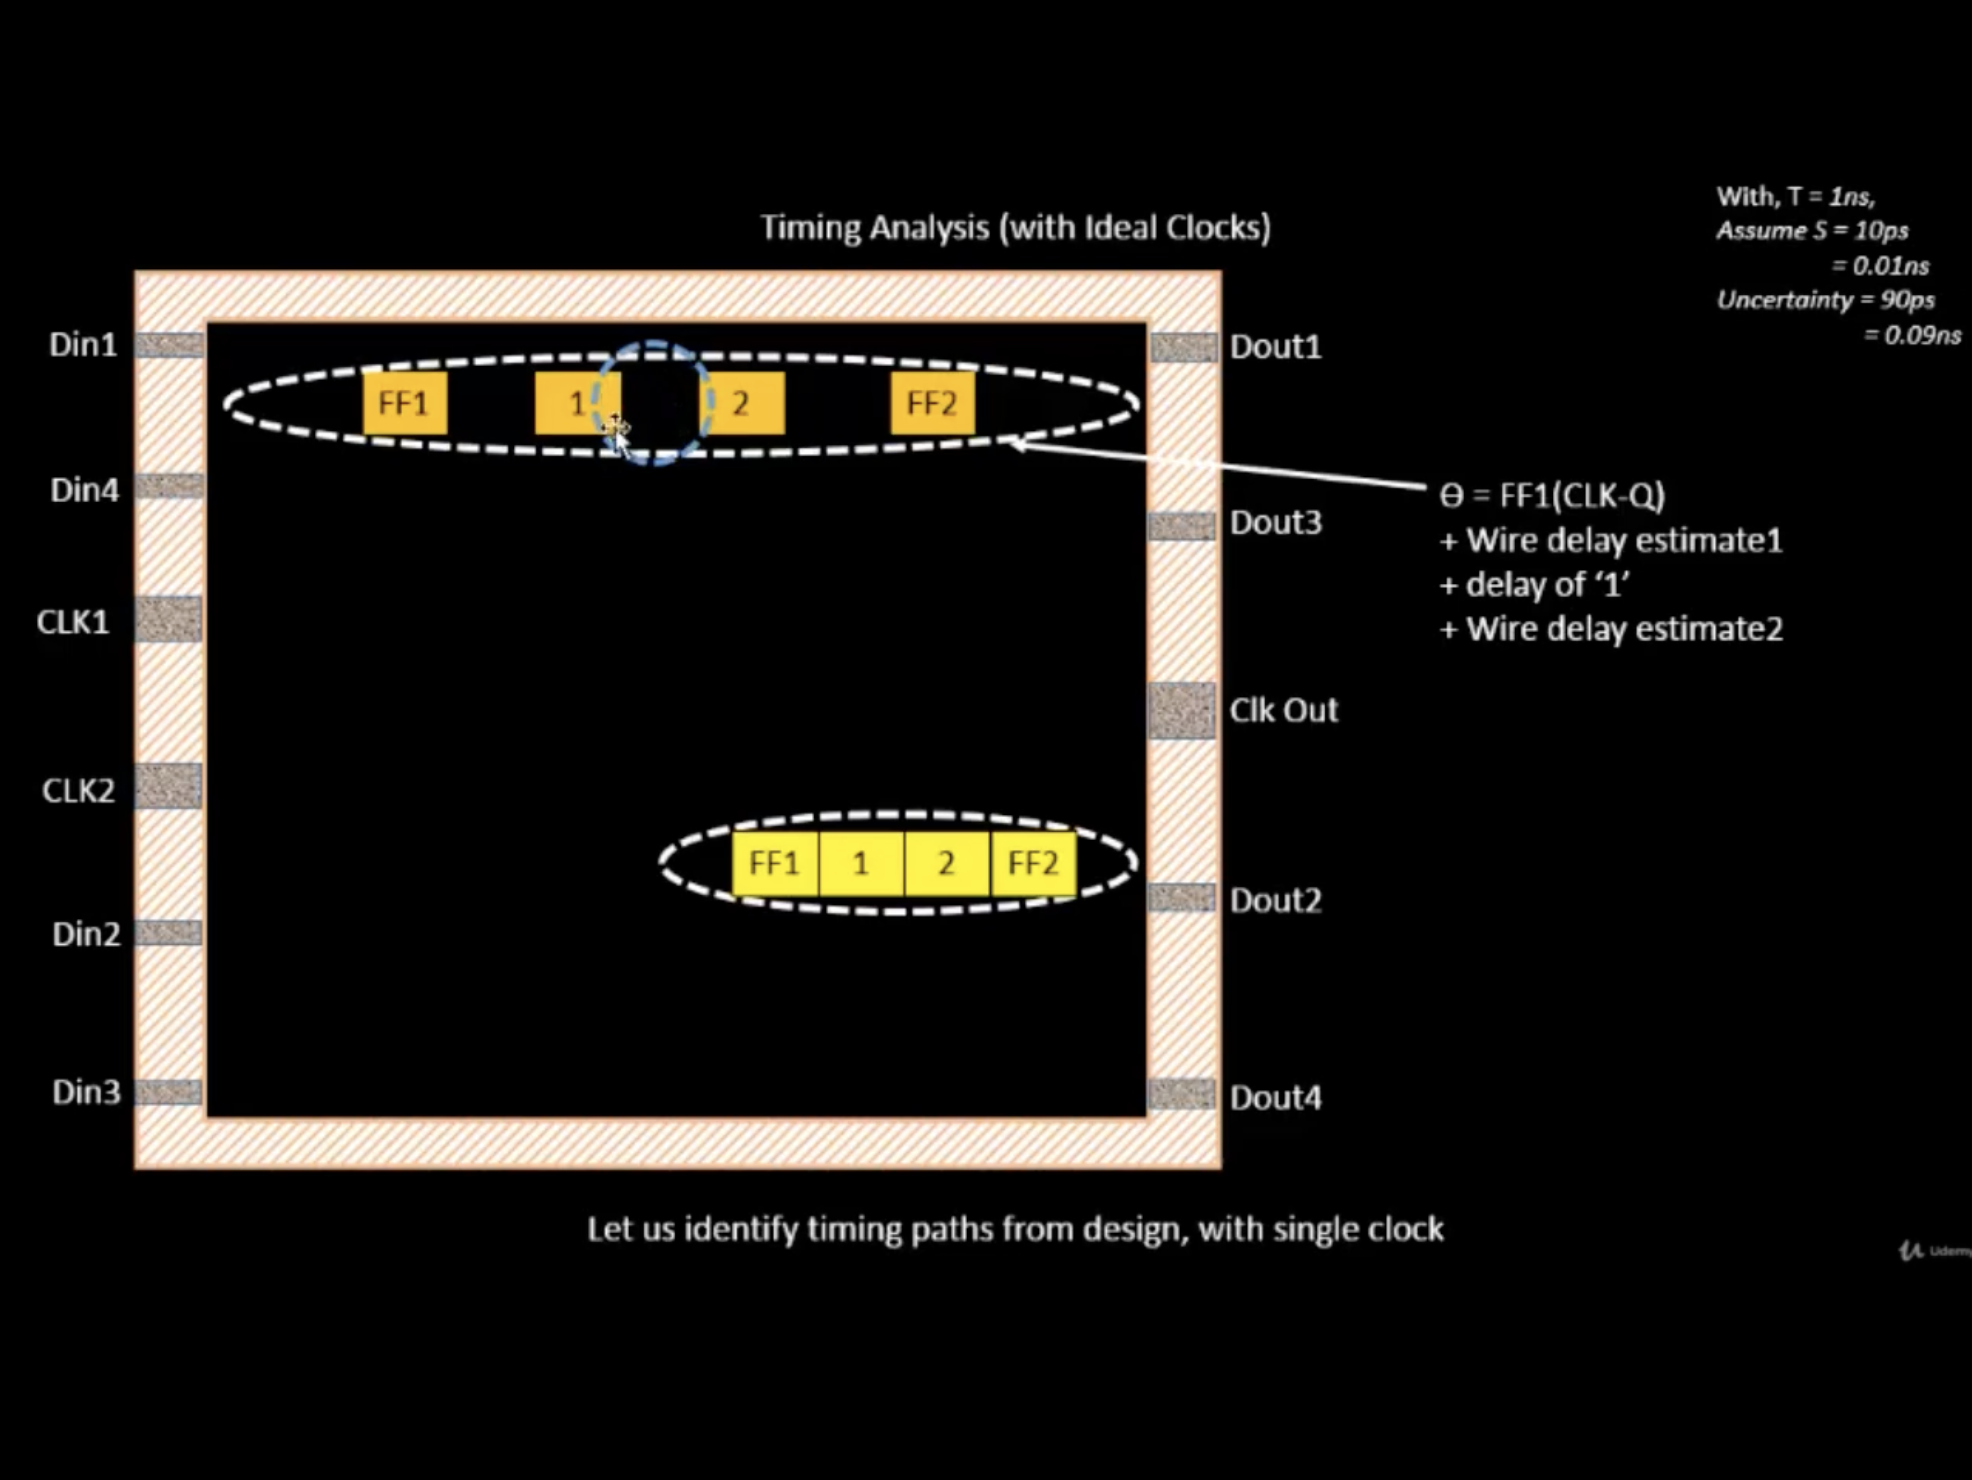 Timing Analysis (with Ideal Clocks)
With, T = 1ns,
Assume S = 10ps
= 0.01ns
Uncertainty = 90ps
= 0.09ns
Din1
Din4
CLK1
CLK2
Din2
Din3
FF1
1
2
FF2
FF1
1
2
FF2
Dout1
Dout3
Clk Out
Dout2
Dout4
Ɵ = FF1(CLK-Q)
+ Wire delay estimate1
+ delay of ‘1’
+ Wire delay estimate2
Let us identify timing paths from design, with single clock
Udemy